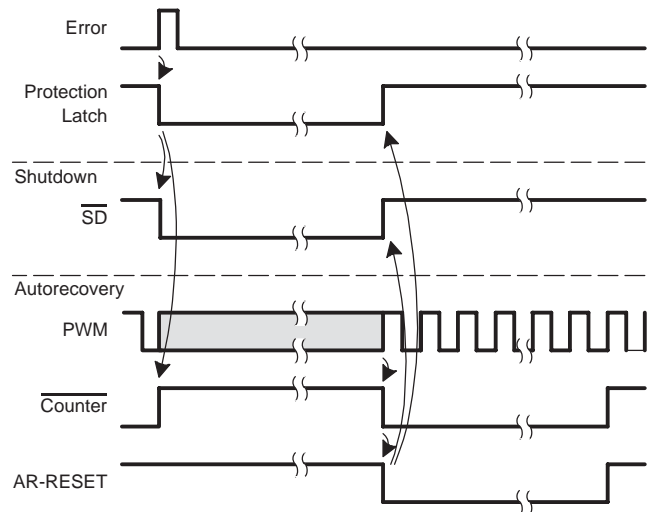 Error
Protection
Latch
Shutdown
SD
Autorecovery
PWM
Counter
AR-RESET